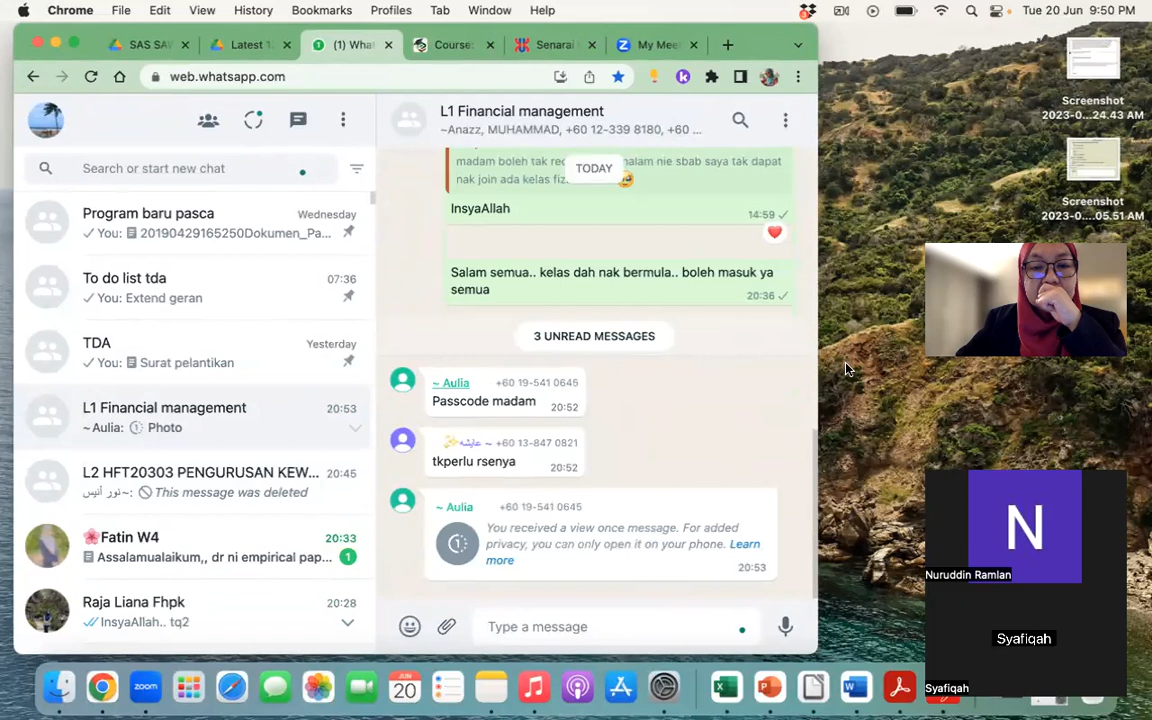 Chrome File Edit View History Bookmarks Profiles Tab Window Help Tue 20 Jun 9:50 PM
SAS SAV Latest 1 (1) Wha Course: Senarai My Mee
web.whatsapp.com
Search or start new chat
Program baru pasca Wednesday
You: 20190429165250Dokumen_Pa...
To do list tda 07:36
You: Extend geran
TDA Yesterday
You: Surat pelantikan
L1 Financial management 20:53
~Aulia: Photo
L2 HFT20303 PENGURUSAN KEW... 20:45
~نور أنيس: This message was deleted
🌸Fatin W4 20:33
Assalamualaikum,, dr ni empirical pap... 1
Raja Liana Fhpk 20:28
InsyaAllah.. tq2
L1 Financial management
~Anazz, MUHAMMAD, +60 12-339 8180, +60 ...
TODAY
InsyaAllah
14:59
❤️
Salam semua.. kelas dah nak bermula.. boleh masuk ya
semua
20:36
3 UNREAD MESSAGES
~ Aulia +60 19-541 0645
Passcode madam 20:52
+60 13-847 0821
tkperlu rsenya 20:52
~ Aulia +60 19-541 0645
You received a view once message. For added
privacy, you can only open it on your phone. Learn
more
20:53
Type a message
Screenshot
2023-0...24.43 AM
Screenshot
2023-0....05.51 AM
N
Nuruddin Ramlan
Syafiqah
Syafiqah
zoom
JUN
20